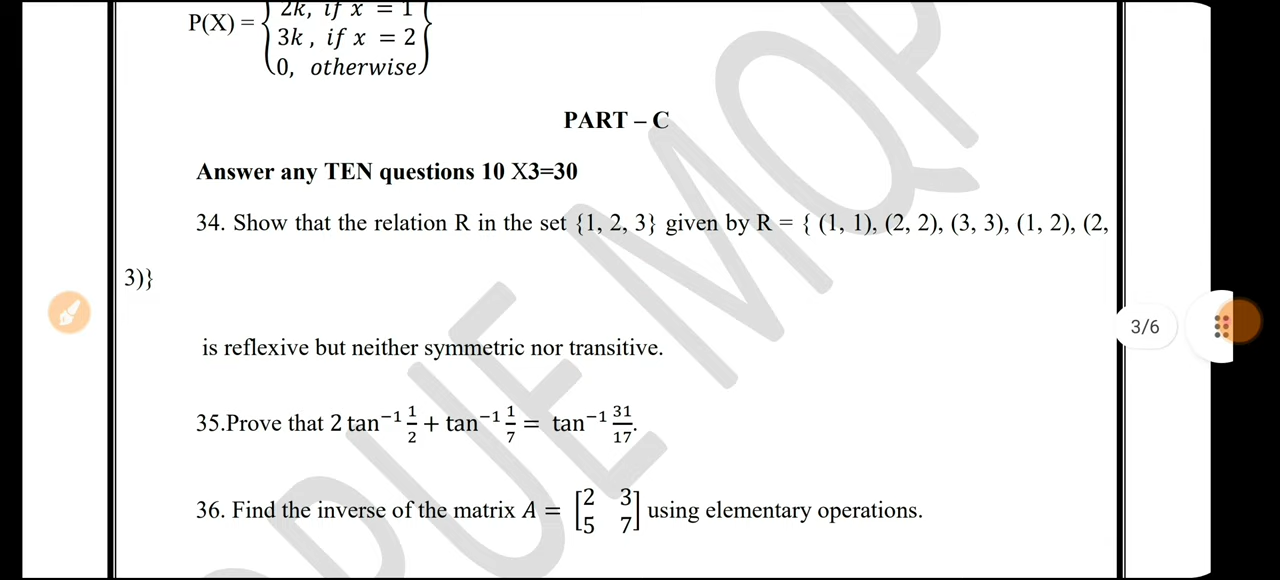 2k, if x = 1
P(X) = { 3k , if x = 2 }
0, otherwise
PART – C
Answer any TEN questions 10 X3=30
34. Show that the relation R in the set {1, 2, 3} given by R = { (1, 1), (2, 2), (3, 3), (1, 2), (2,
3)}
3/6
is reflexive but neither symmetric nor transitive.
35.Prove that 2 tan⁻¹ 1/2 + tan⁻¹ 1/7 = tan⁻¹ 31/17.
36. Find the inverse of the matrix A = [2 3; 5 7] using elementary operations.
PUE MQP